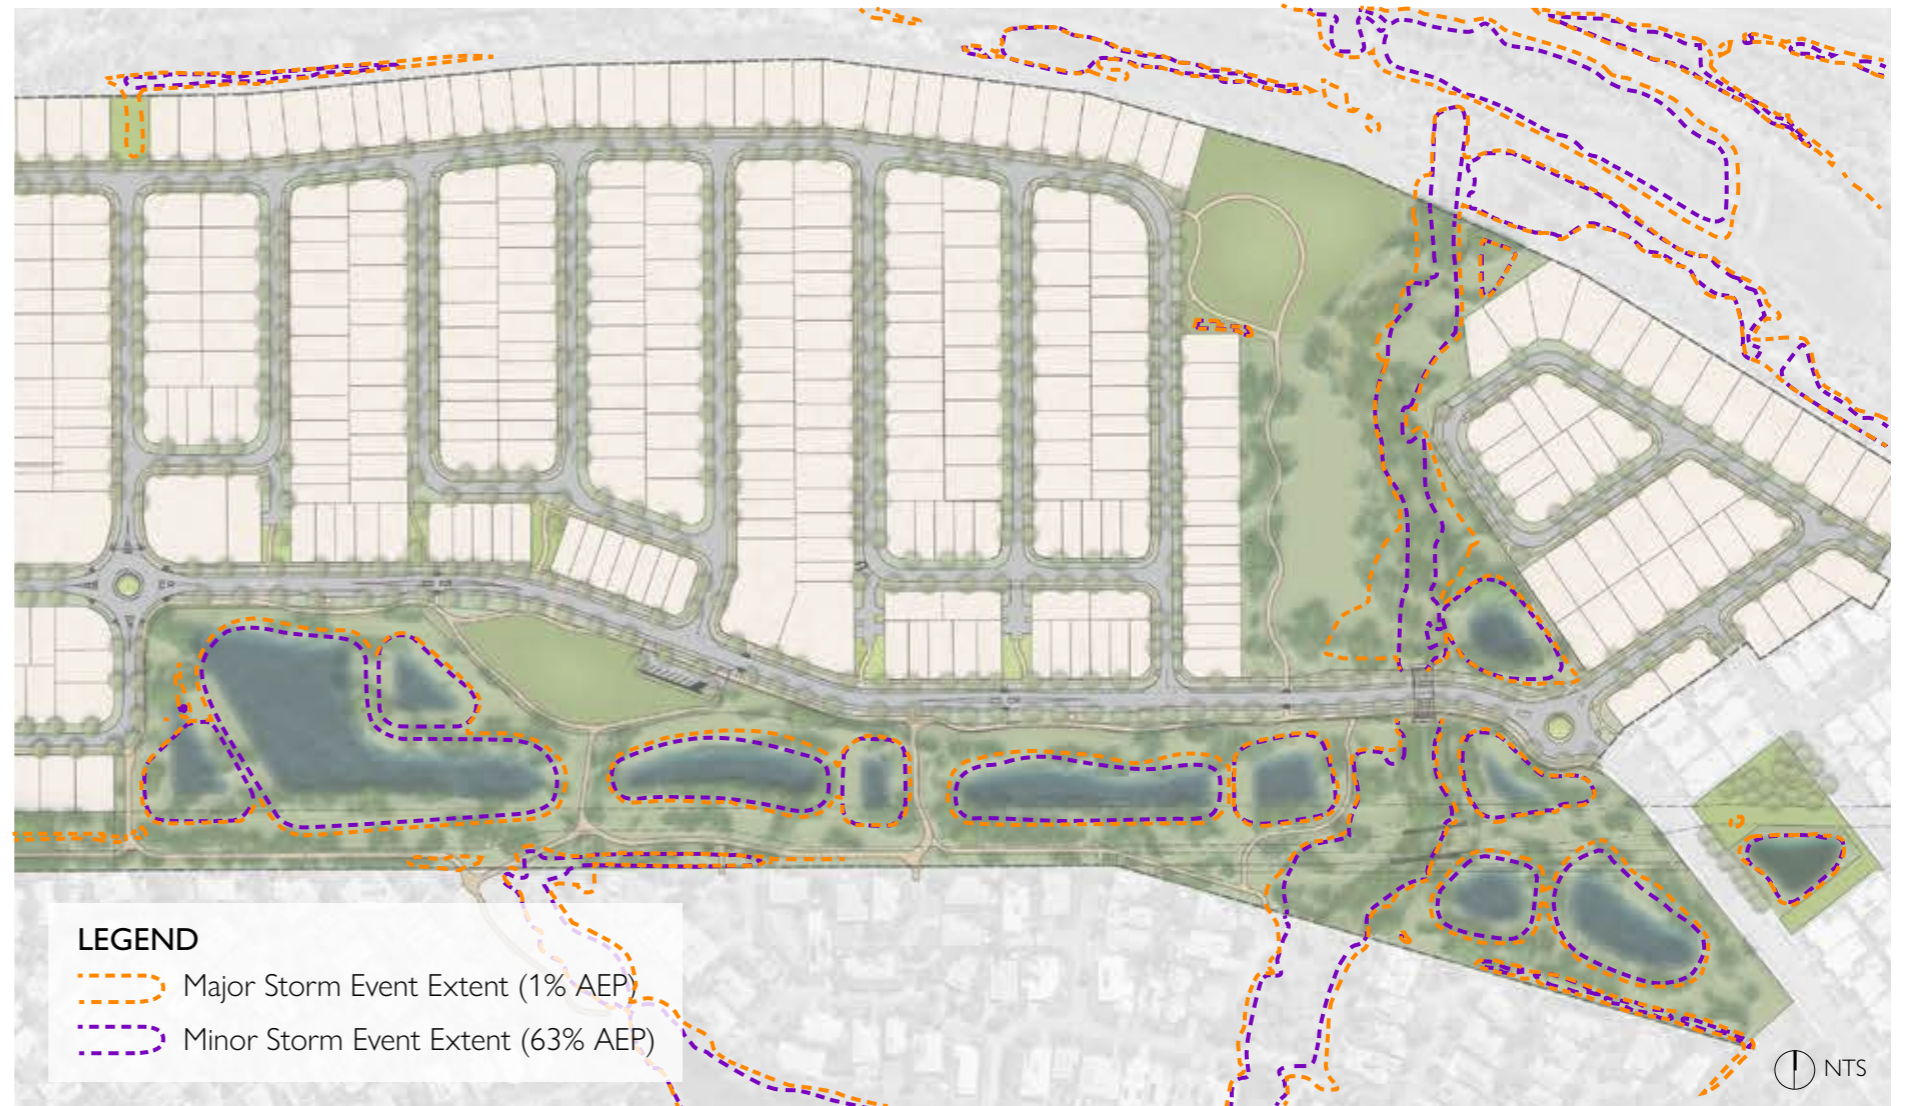 LEGEND
Major Storm Event Extent (1% AEP)
Minor Storm Event Extent (63% AEP)
NTS